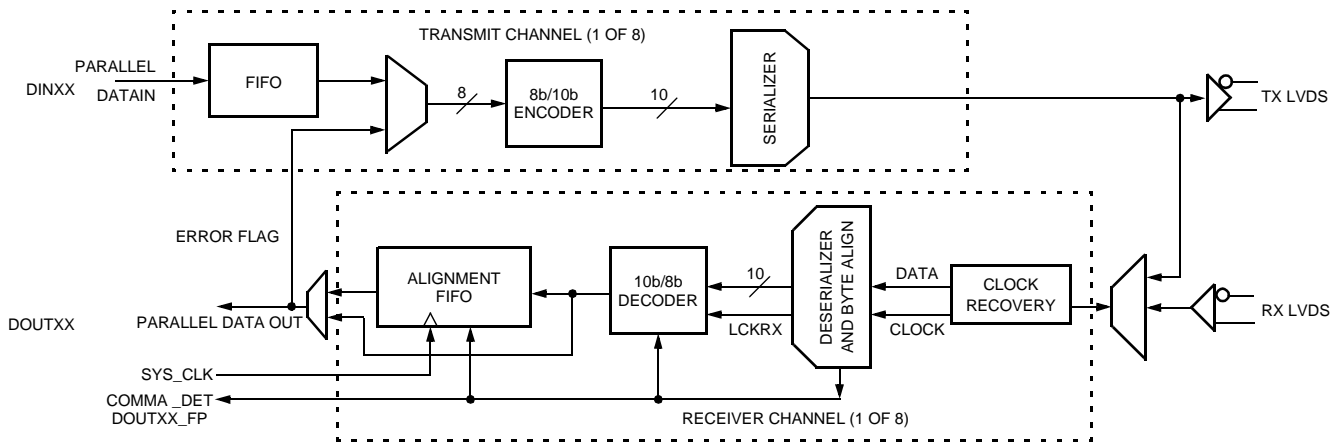 TRANSMIT CHANNEL (1 OF 8)
PARALLEL
DINXX
DATAIN
FIFO
8
8b/10b
ENCODER
10
SERIALIZER
TX LVDS
ERROR FLAG
ALIGNMENT
FIFO
10b/8b
DECODER
10
LCKRX
DESERIALIZER
AND BYTE ALIGN
DATA
CLOCK
CLOCK
RECOVERY
RX LVDS
DOUTXX
PARALLEL DATA OUT
SYS_CLK
COMMA _DET
DOUTXX_FP
RECEIVER CHANNEL (1 OF 8)